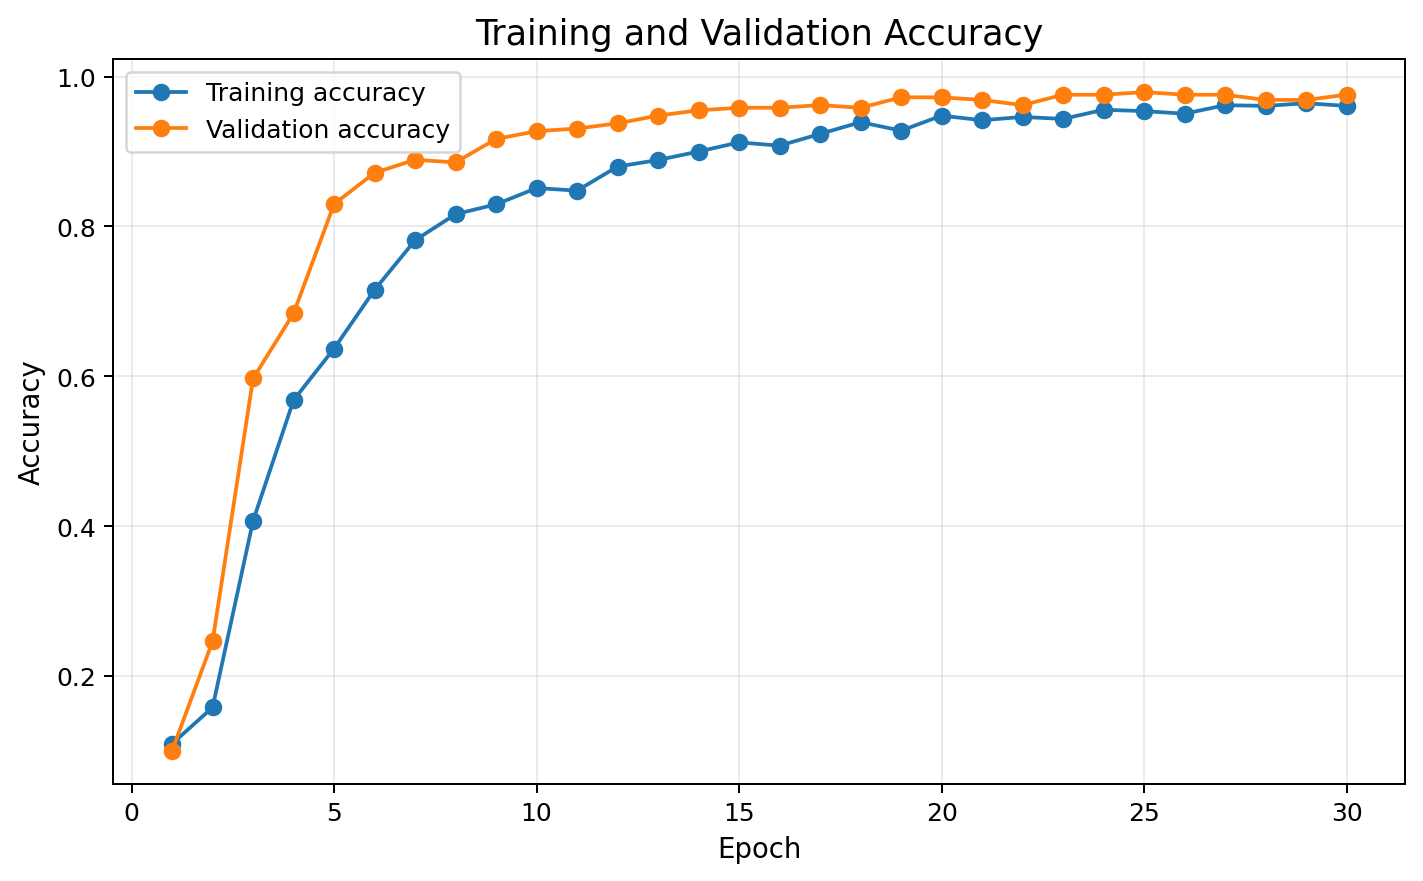 Training and Validation Accuracy
Training accuracy
Validation accuracy
1.0
0.8
0.6
0.4
0.2
Accuracy
0 5 10 15 20 25 30
Epoch